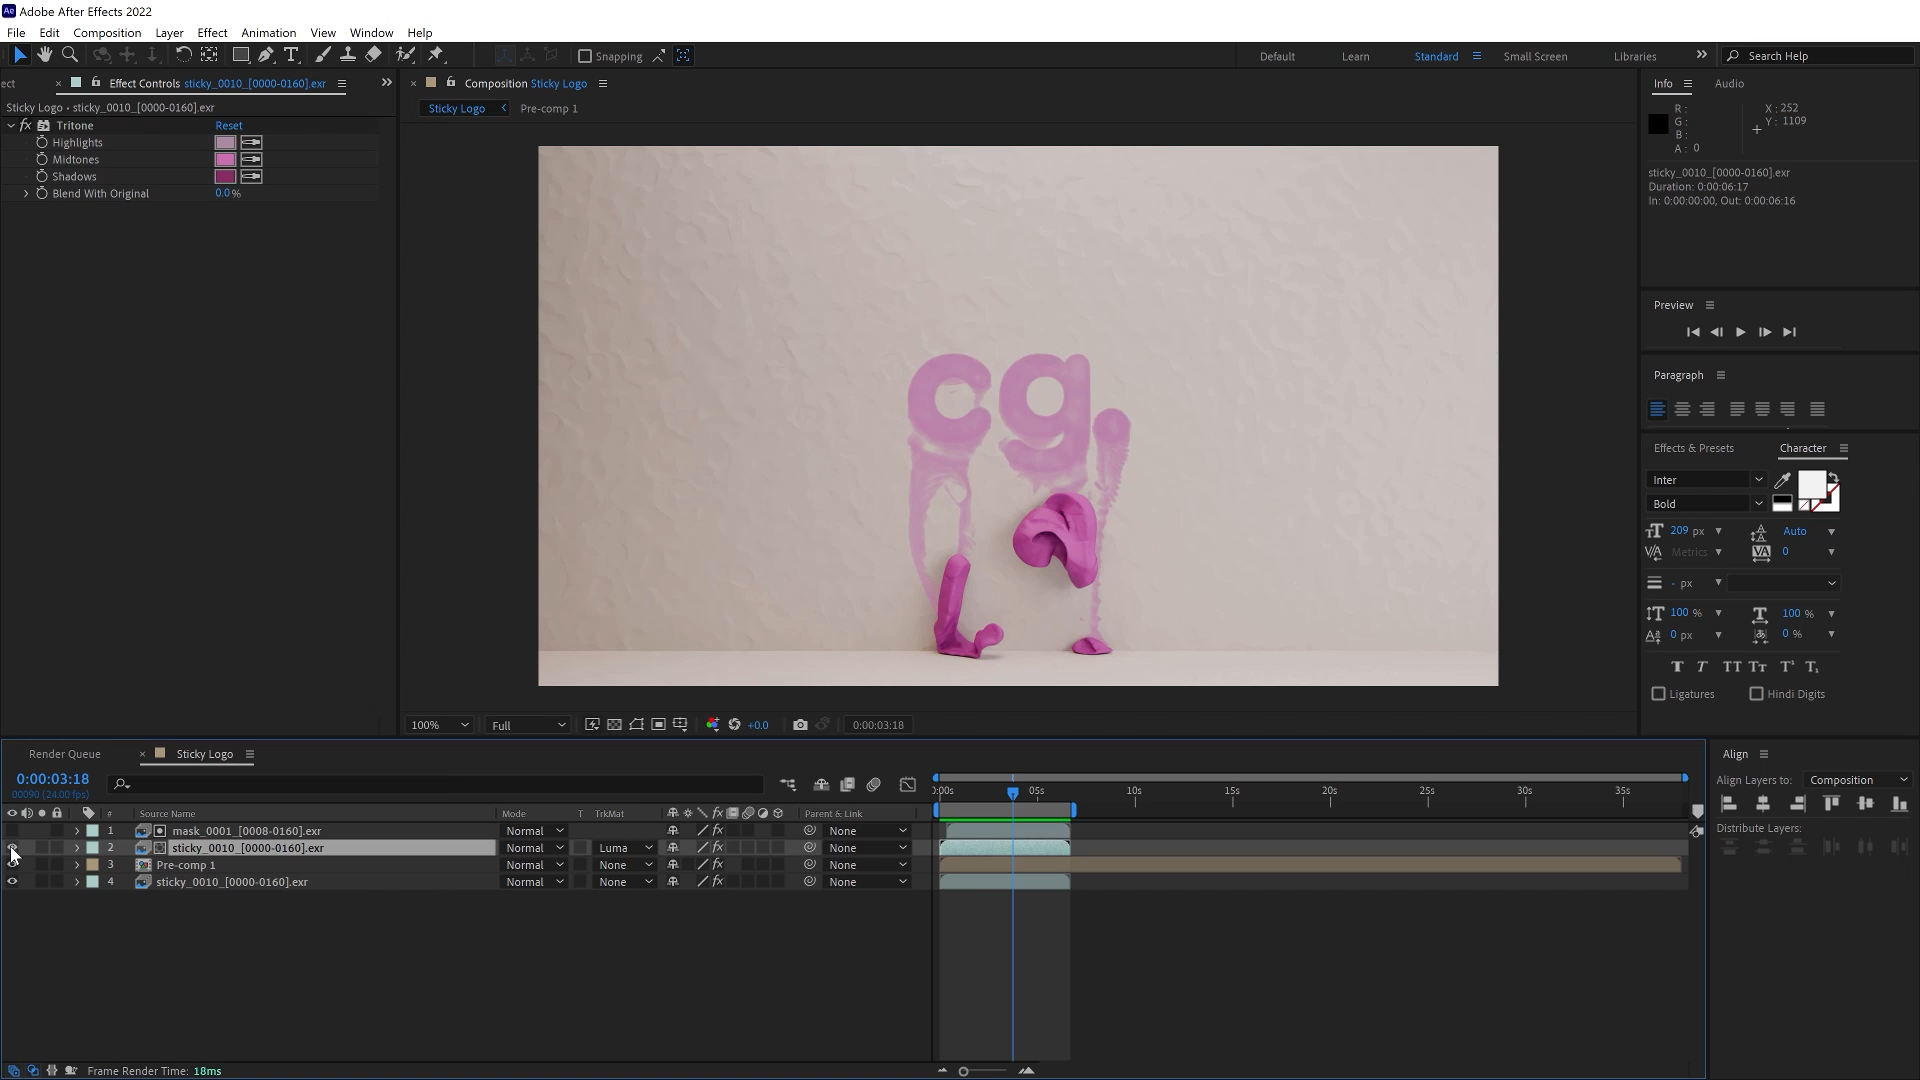 Adobe After Effects 2022
File Edit Composition Layer Effect Animation View Window Help
Snapping
Default Learn Standard Small Screen Libraries Search Help
ect Effect Controls sticky_0010_[0000-0160].exr
Composition Sticky Logo
Info Audio
Sticky Logo • sticky_0010_[0000-0160].exr
Sticky Logo Pre-comp 1
fx Tritone Reset
Highlights
Midtones
Shadows
Blend With Original 0.0 %
R :
G :
B :
A : 0
X : 252
Y : 1109
sticky_0010_[0000-0160].exr
Duration: 0:00:06:17
In: 0:00:00:00, Out: 0:00:06:16
Preview
Paragraph
Effects & Presets Character
Inter
Bold
209 px Auto
Metrics 0
- px
100 % 100 %
0 px 0 %
Ligatures Hindi Digits
cg
100% Full +0.0 0:00:03:18
Render Queue Sticky Logo
Align
0:00:03:18
00090 (24.00 fps)
Align Layers to: Composition
Distribute Layers:
:00s 05s 10s 15s 20s 25s 30s 35s
# Source Name Mode T TrkMat Parent & Link
1 mask_0001_[0008-0160].exr Normal None
2 sticky_0010_[0000-0160].exr Normal Luma None
3 Pre-comp 1 Normal None None
4 sticky_0010_[0000-0160].exr Normal None None
Frame Render Time: 18ms